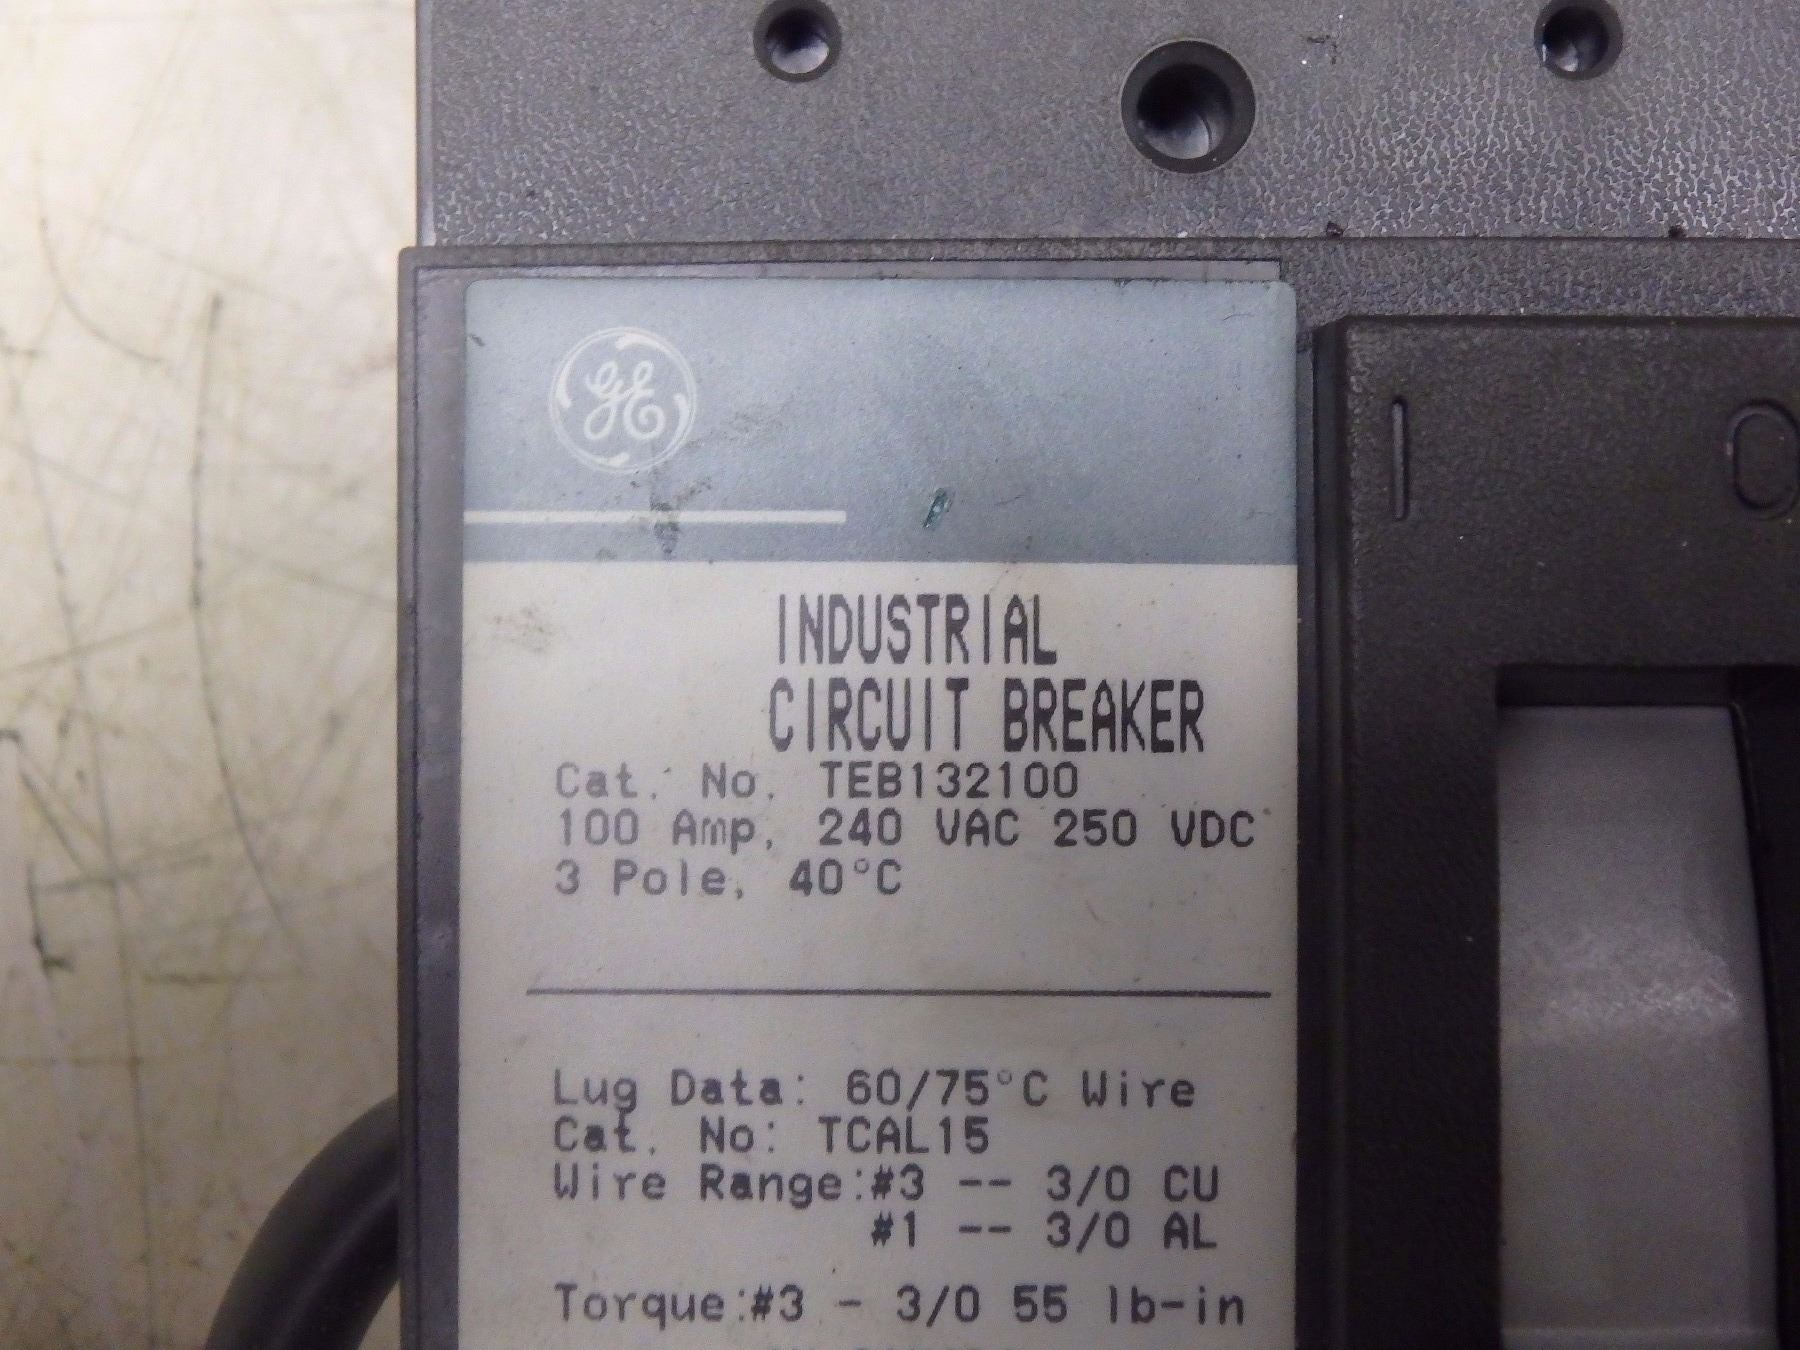 GE
I O
INDUSTRIAL
CIRCUIT BREAKER
Cat. No. TEB132100
100 Amp, 240 VAC 250 VDC
3 Pole, 40°C
Lug Data: 60/75°C Wire
Cat. No: TCAL15
Wire Range:#3 -- 3/0 CU
#1 -- 3/0 AL
Torque:#3 - 3/0 55 lb-in